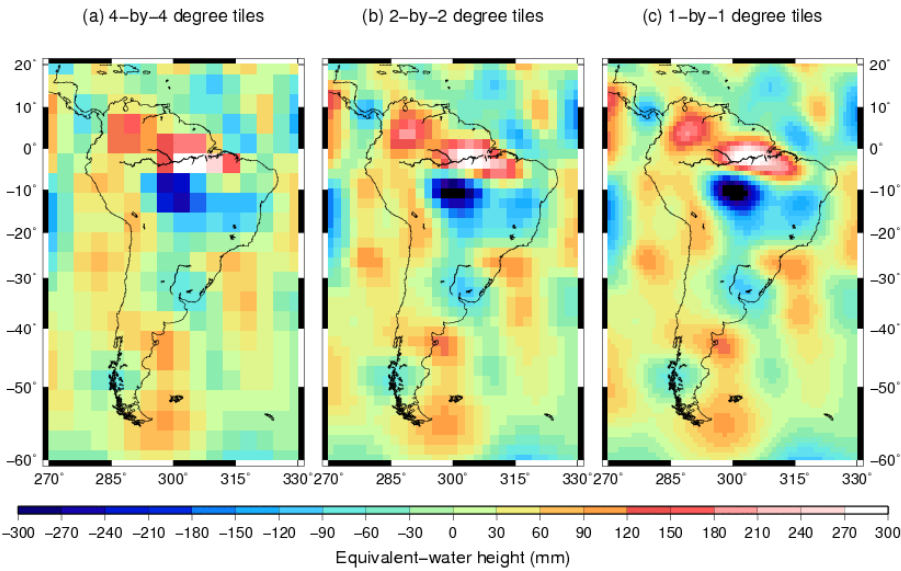 (a) 4−by−4 degree tiles (b) 2−by−2 degree tiles (c) 1−by−1 degree tiles
20° 20°
10° 10°
0° 0°
−10° −10°
−20° −20°
−30° −30°
−40° −40°
−50° −50°
−60° −60°
270° 285° 300° 315° 330° 270° 285° 300° 315° 330° 270° 285° 300° 315° 330°
−300 −270 −240 −210 −180 −150 −120 −90 −60 −30 0 30 60 90 120 150 180 210 240 270 300
Equivalent−water height (mm)